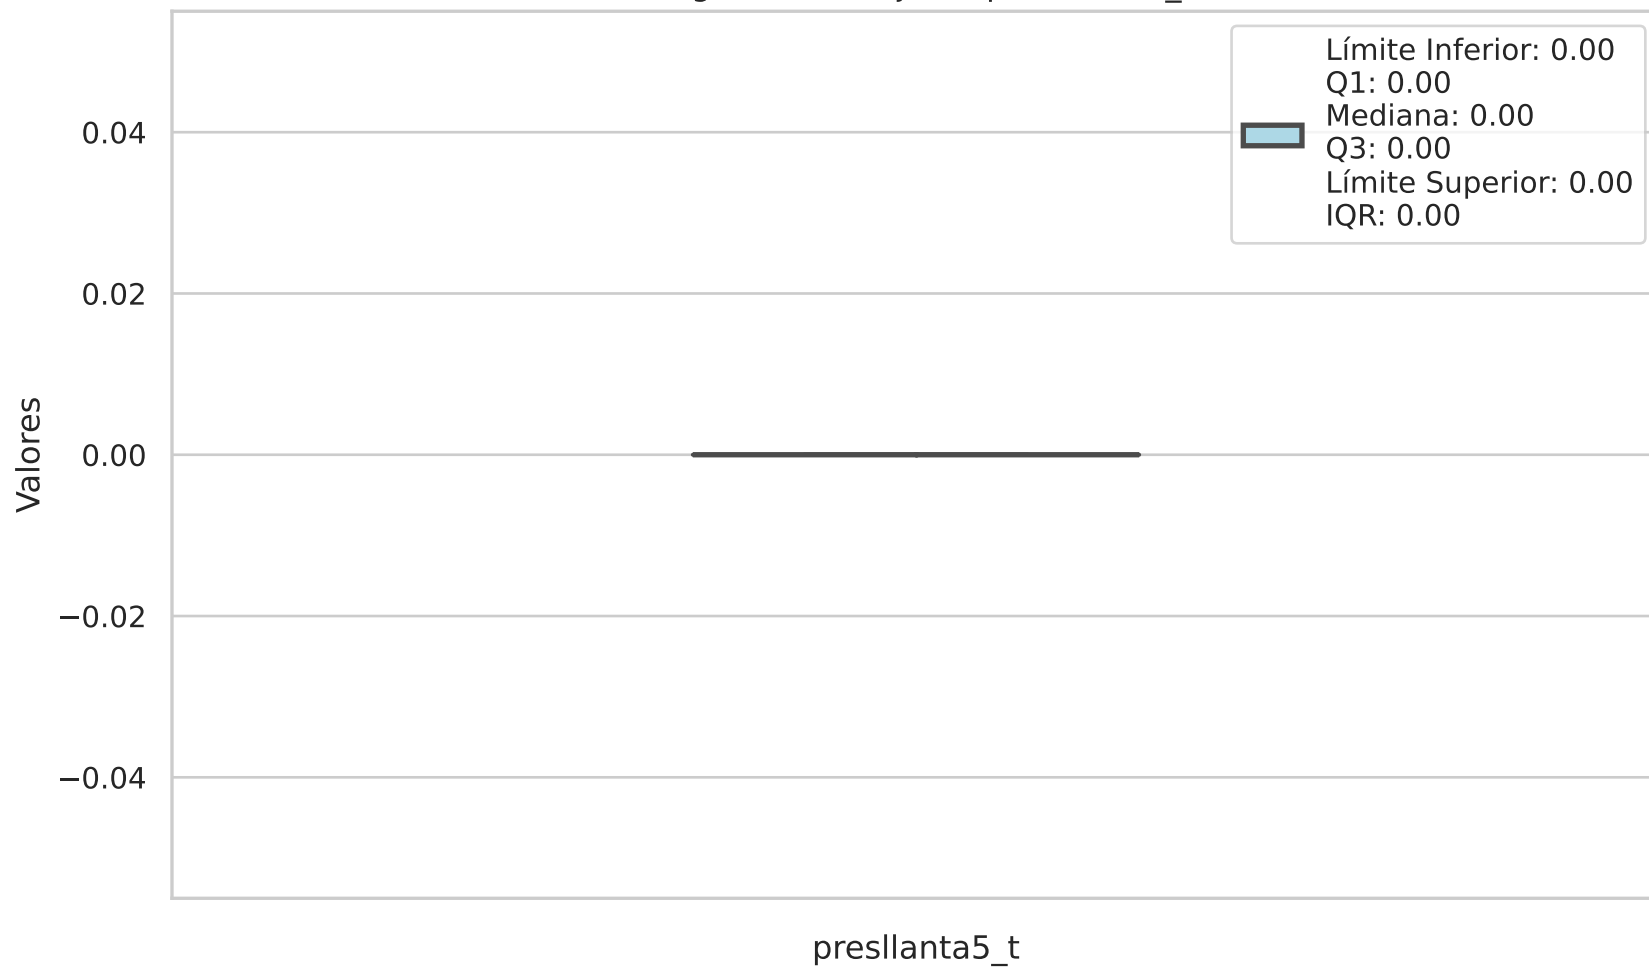 Límite Inferior: 0.00
Q1: 0.00
Mediana: 0.00
Q3: 0.00
Límite Superior: 0.00
IQR: 0.00
0.04
0.02
0.00
−0.02
−0.04
Valores
presllanta5_t